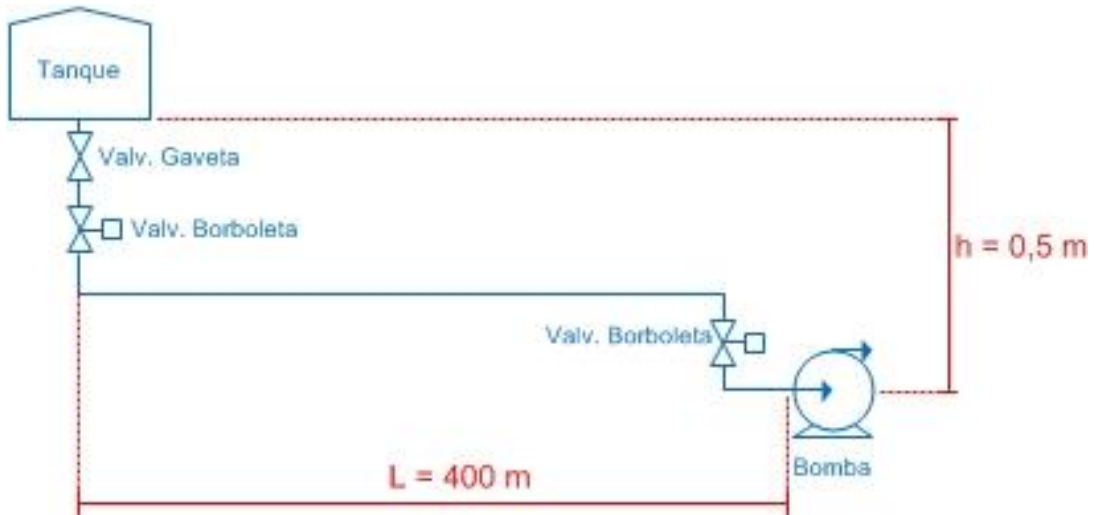 Tanque
Valv. Gaveta
Valv. Borboleta
h = 0,5 m
Valv. Borboleta
Bomba
L = 400 m